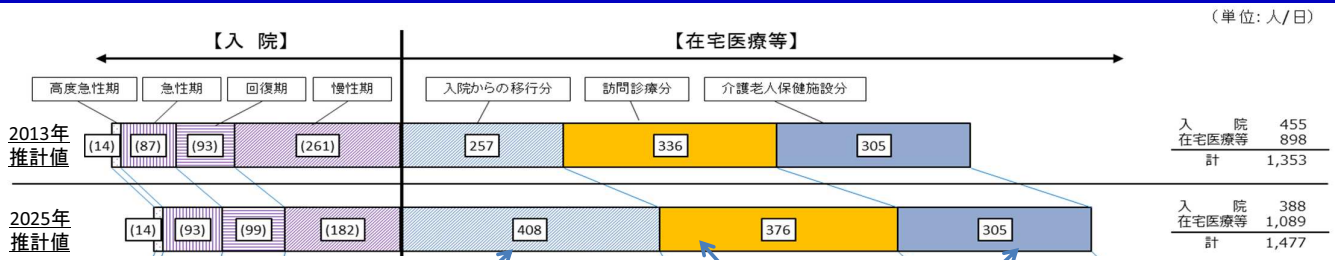 （単位：人/日）
【入 院】 【在宅医療等】
高度急性期 急性期 回復期 慢性期 入院からの移行分 訪問診療分 介護老人保健施設分
2013年
推計値
(14) (87) (93) (261) 257 336 305
入 院 455
在宅医療等 898
計 1,353
2025年
推計値
(14) (93) (99) (182) 408 376 305
入 院 388
在宅医療等 1,089
計 1,477